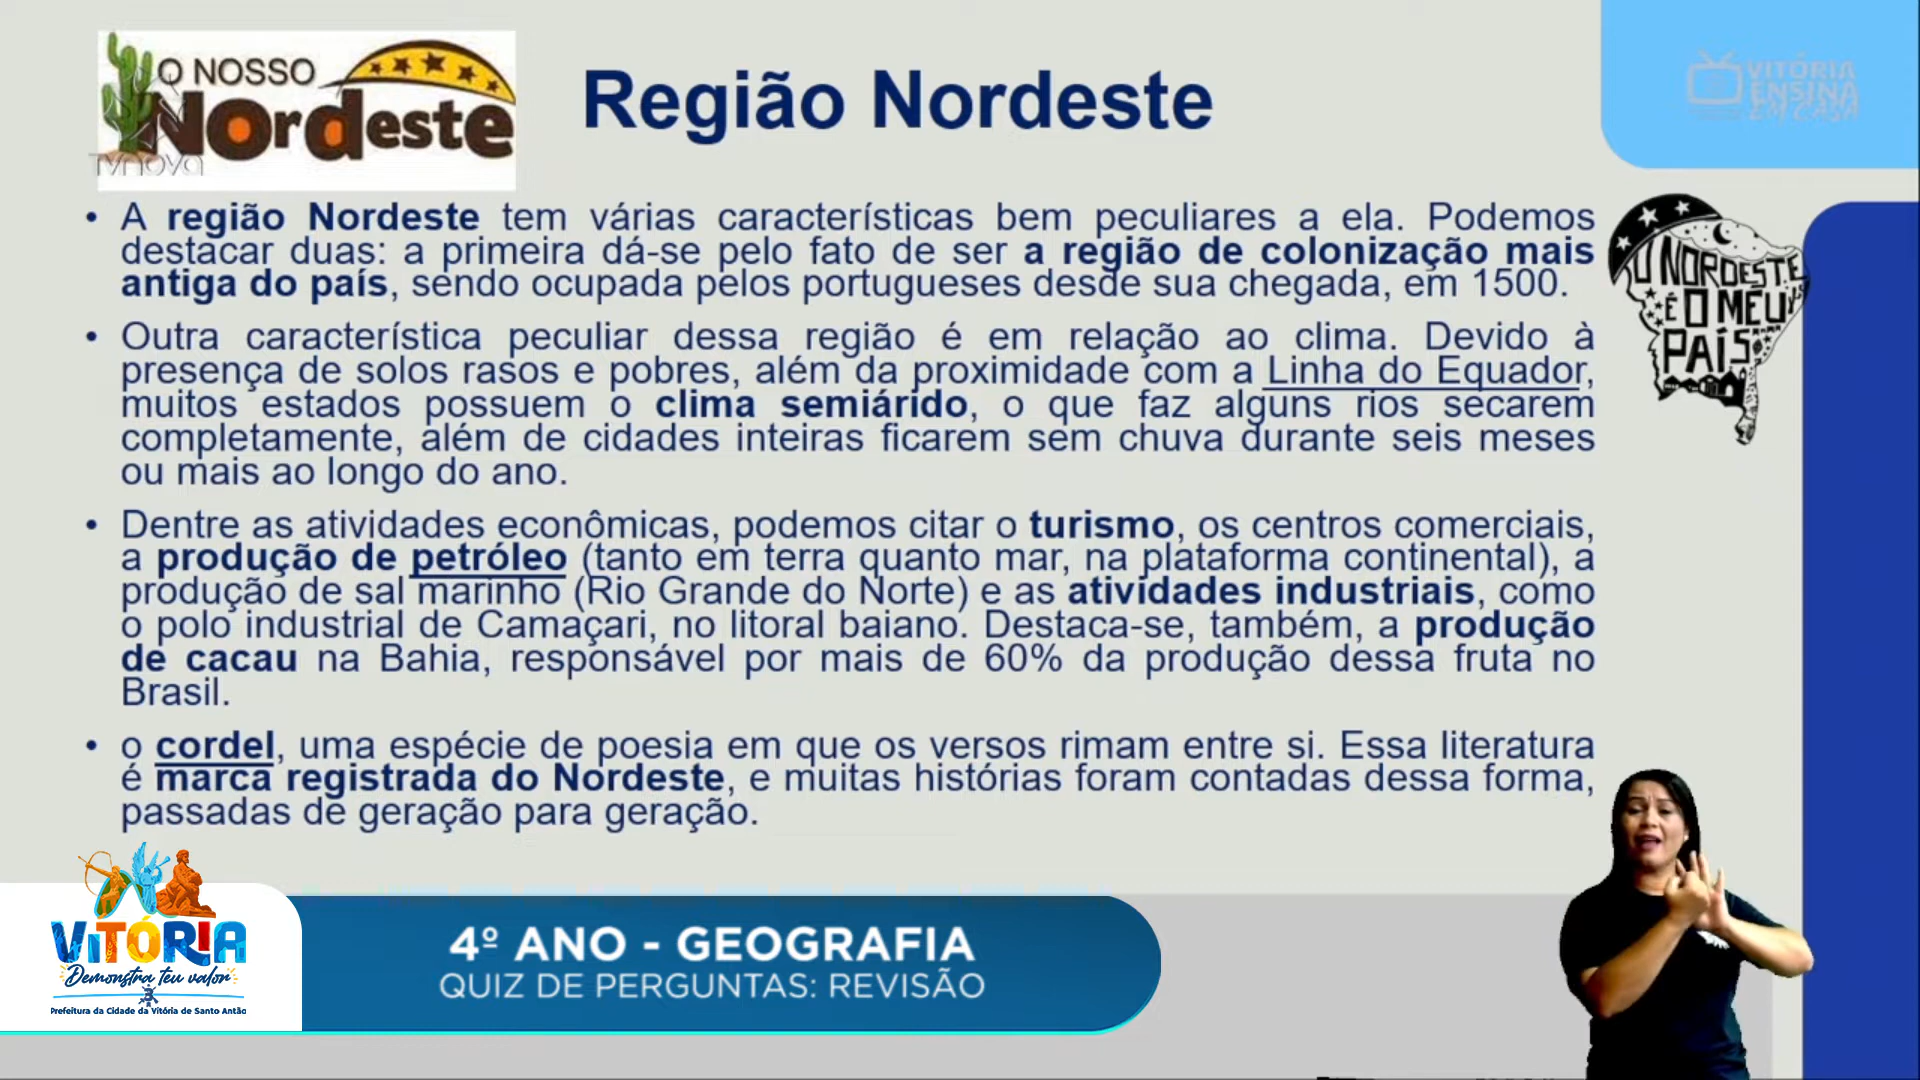 O NOSSO
Nordeste
tvnova
Região Nordeste
VITÓRIA
ENSINA
EM CASA
• A região Nordeste tem várias características bem peculiares a ela. Podemos
destacar duas: a primeira dá-se pelo fato de ser a região de colonização mais
antiga do país, sendo ocupada pelos portugueses desde sua chegada, em 1500.
O NORDESTE
É O MEU
PAÍS
• Outra característica peculiar dessa região é em relação ao clima. Devido à
presença de solos rasos e pobres, além da proximidade com a Linha do Equador,
muitos estados possuem o clima semiárido, o que faz alguns rios secarem
completamente, além de cidades inteiras ficarem sem chuva durante seis meses
ou mais ao longo do ano.
• Dentre as atividades econômicas, podemos citar o turismo, os centros comerciais,
a produção de petróleo (tanto em terra quanto mar, na plataforma continental), a
produção de sal marinho (Rio Grande do Norte) e as atividades industriais, como
o polo industrial de Camaçari, no litoral baiano. Destaca-se, também, a produção
de cacau na Bahia, responsável por mais de 60% da produção dessa fruta no
Brasil.
• o cordel, uma espécie de poesia em que os versos rimam entre si. Essa literatura
é marca registrada do Nordeste, e muitas histórias foram contadas dessa forma,
passadas de geração para geração.
VITÓRIA
Demonstra teu valor
Prefeitura da Cidade da Vitória de Santo Antão
4º ANO - GEOGRAFIA
QUIZ DE PERGUNTAS: REVISÃO